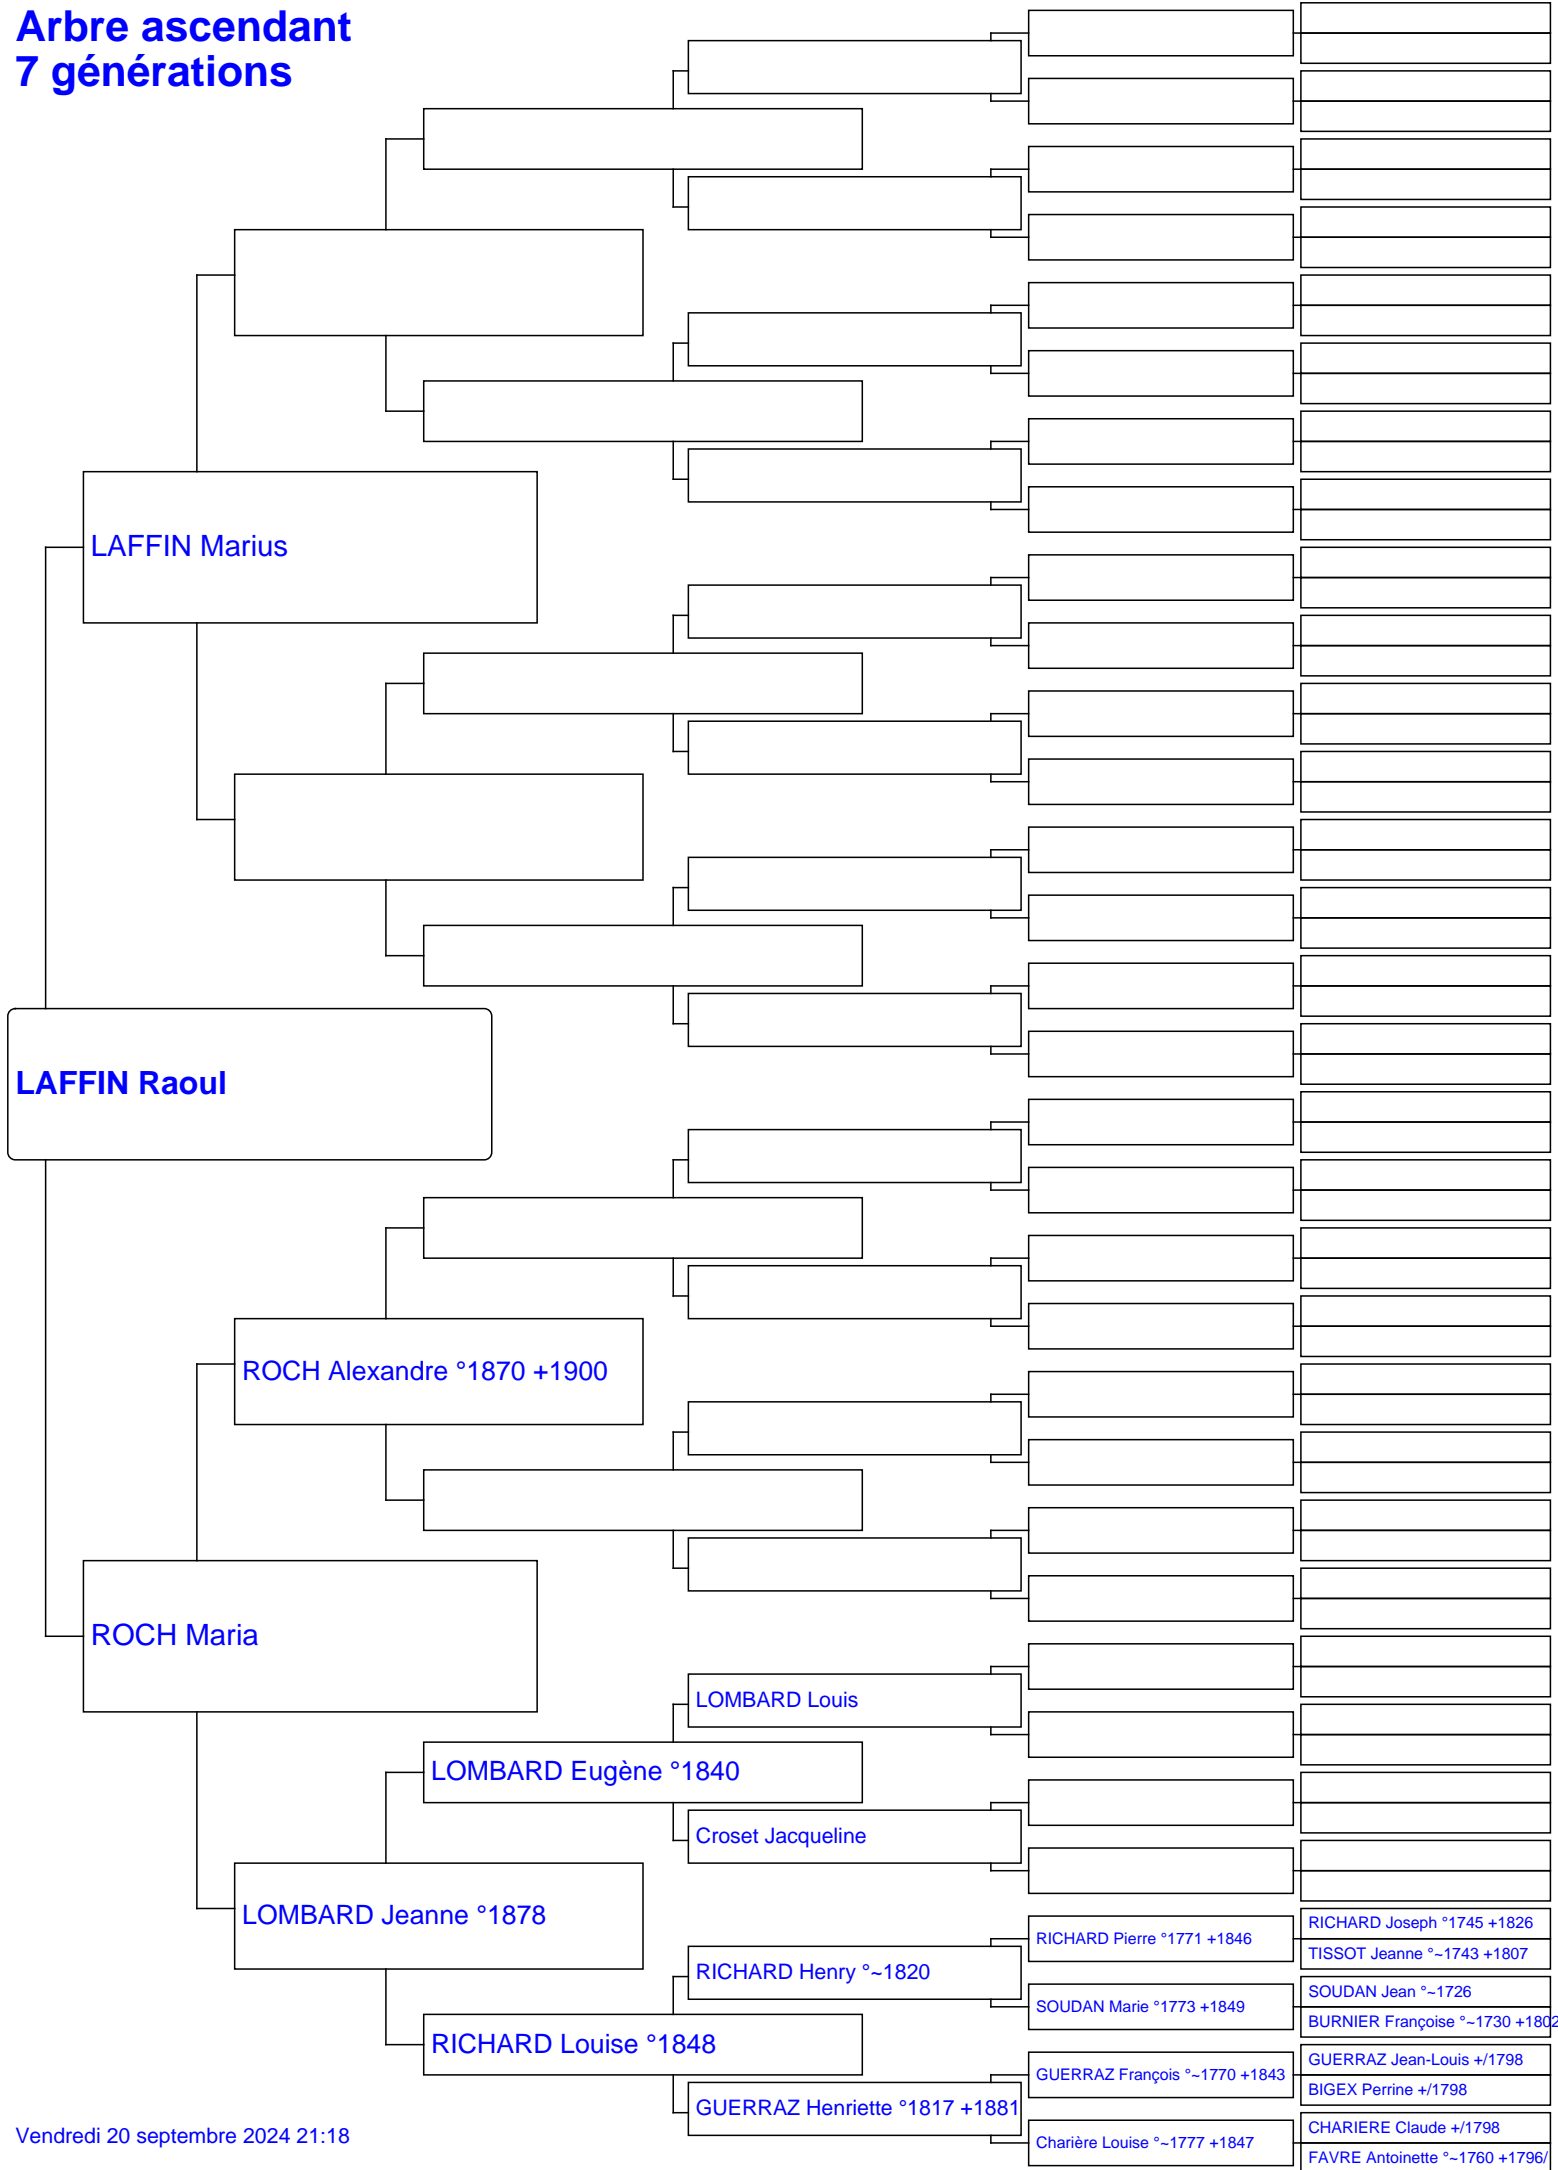 Arbre ascendant
7 générations
LAFFIN Marius
LAFFIN Raoul
ROCH Alexandre °1870 +1900
ROCH Maria
LOMBARD Louis
LOMBARD Eugène °1840
Croset Jacqueline
LOMBARD Jeanne °1878
RICHARD Joseph °1745 +1826
RICHARD Pierre °1771 +1846
TISSOT Jeanne °~1743 +1807
RICHARD Henry °~1820
SOUDAN Jean °~1726
SOUDAN Marie °1773 +1849
BURNIER Françoise °~1730 +1802
RICHARD Louise °1848
GUERRAZ Jean-Louis +/1798
GUERRAZ François °~1770 +1843
BIGEX Perrine +/1798
GUERRAZ Henriette °1817 +1881
CHARIERE Claude +/1798
Charière Louise °~1777 +1847
FAVRE Antoinette °~1760 +1796/
Vendredi 20 septembre 2024 21:18